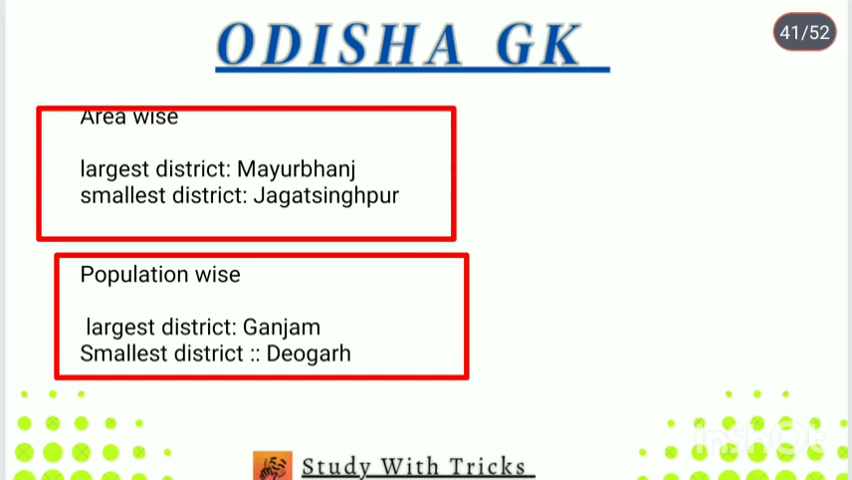 ODISHA GK
41/52
Area wise
largest district: Mayurbhanj
smallest district: Jagatsinghpur
Population wise
largest district: Ganjam
Smallest district :: Deogarh
InShOt
Study With Tricks